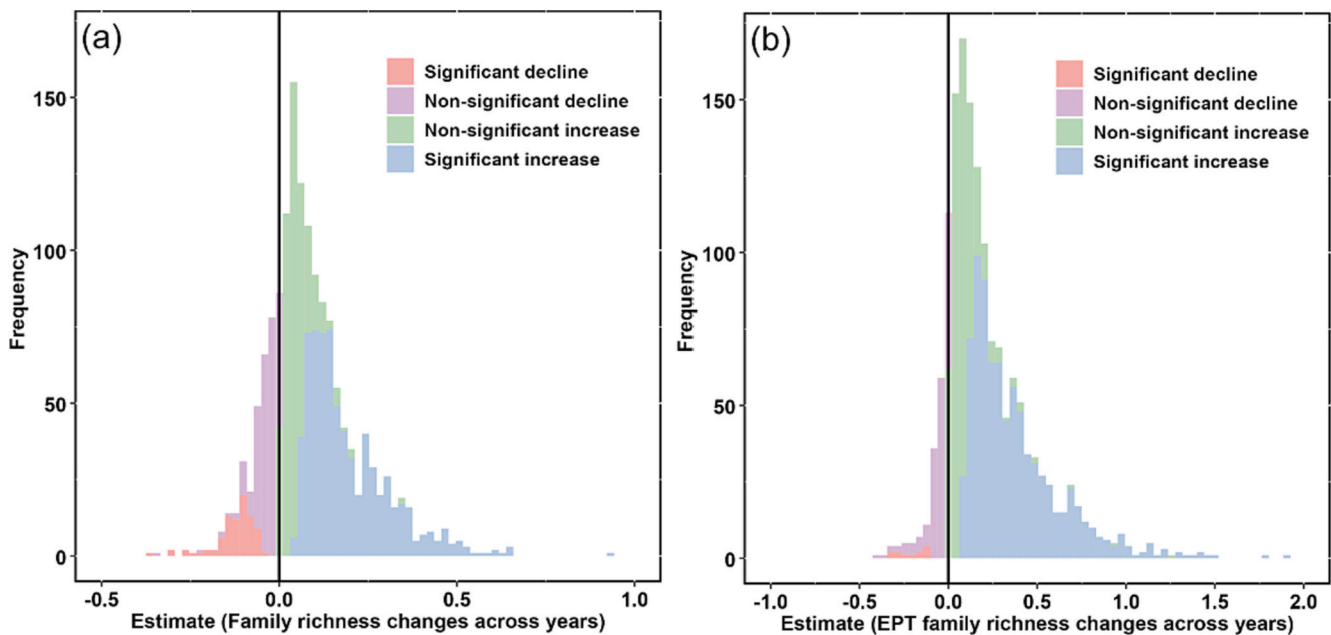 (a)
Significant decline
Non-significant decline
Non-significant increase
Significant increase
150
100
50
0
Frequency
-0.5
0.0
0.5
1.0
Estimate (Family richness changes across years)
(b)
Significant decline
Non-significant decline
Non-significant increase
Significant increase
150
100
50
0
Frequency
-1.0
-0.5
0.0
0.5
1.0
1.5
2.0
Estimate (EPT family richness changes across years)